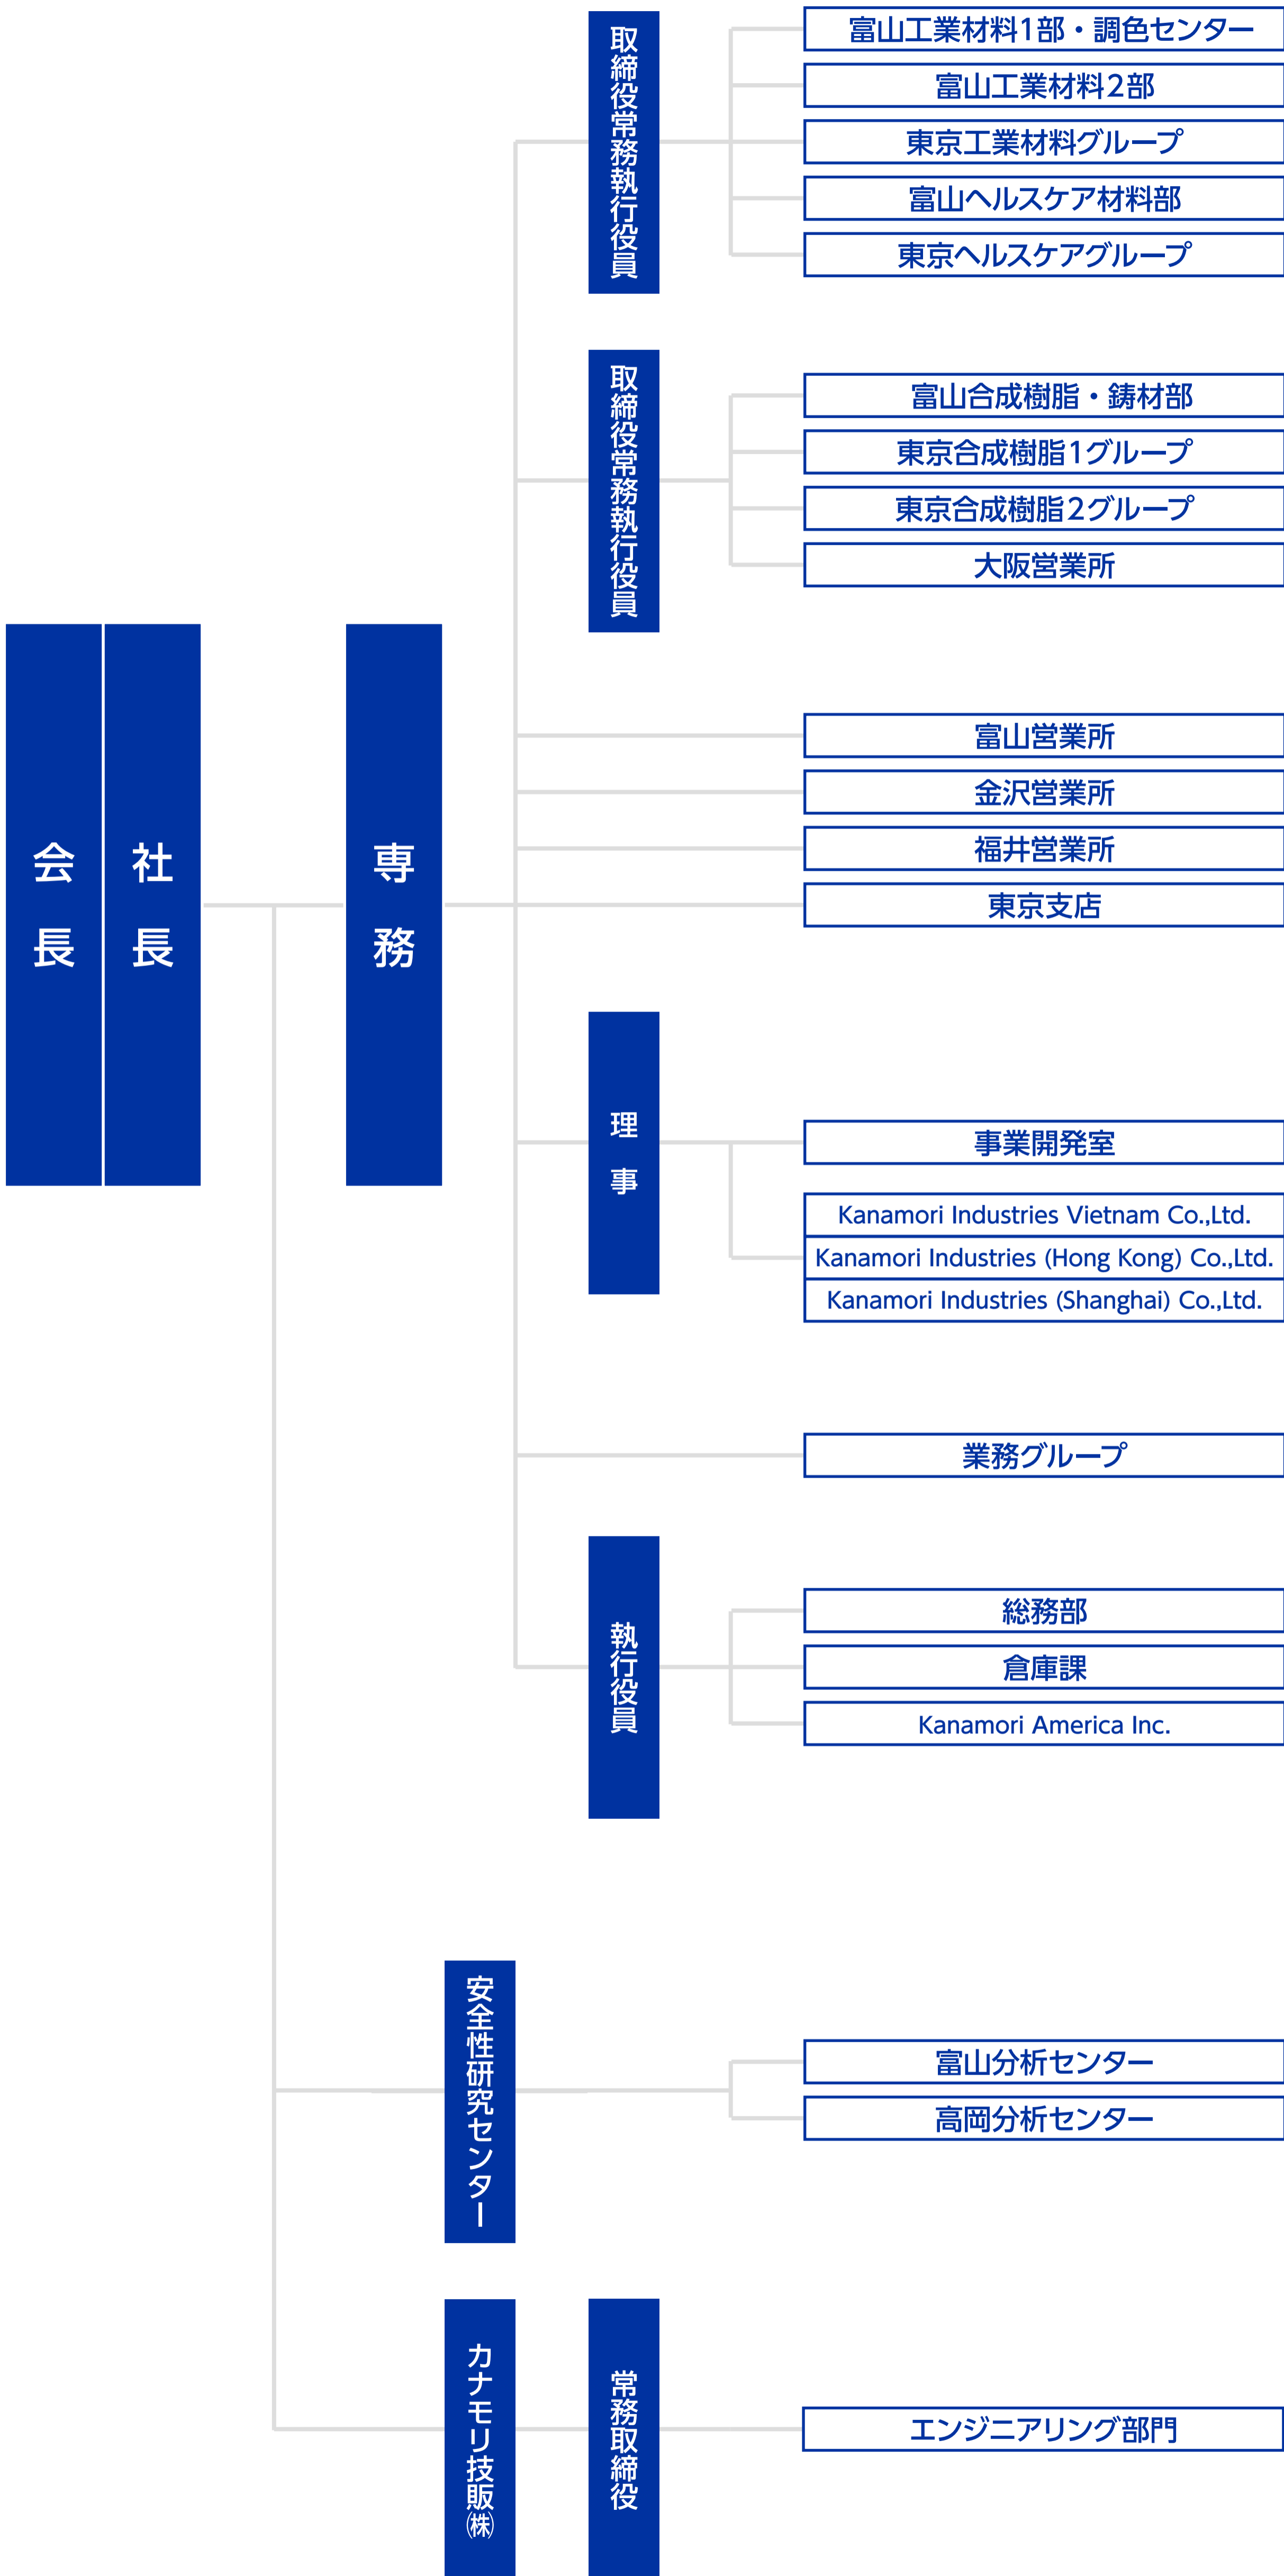 会長
社長
専務
取締役常務執行役員
富山工業材料1部・調色センター
富山工業材料2部
東京工業材料グループ
富山ヘルスケア材料部
東京ヘルスケアグループ
取締役常務執行役員
富山合成樹脂・鋳材部
東京合成樹脂1グループ
東京合成樹脂2グループ
大阪営業所
富山営業所
金沢営業所
福井営業所
東京支店
理事
事業開発室
Kanamori Industries Vietnam Co.,Ltd.
Kanamori Industries (Hong Kong) Co.,Ltd.
Kanamori Industries (Shanghai) Co.,Ltd.
業務グループ
執行役員
総務部
倉庫課
Kanamori America Inc.
安全性研究センター
富山分析センター
高岡分析センター
カナモリ技販㈱
常務取締役
エンジニアリング部門